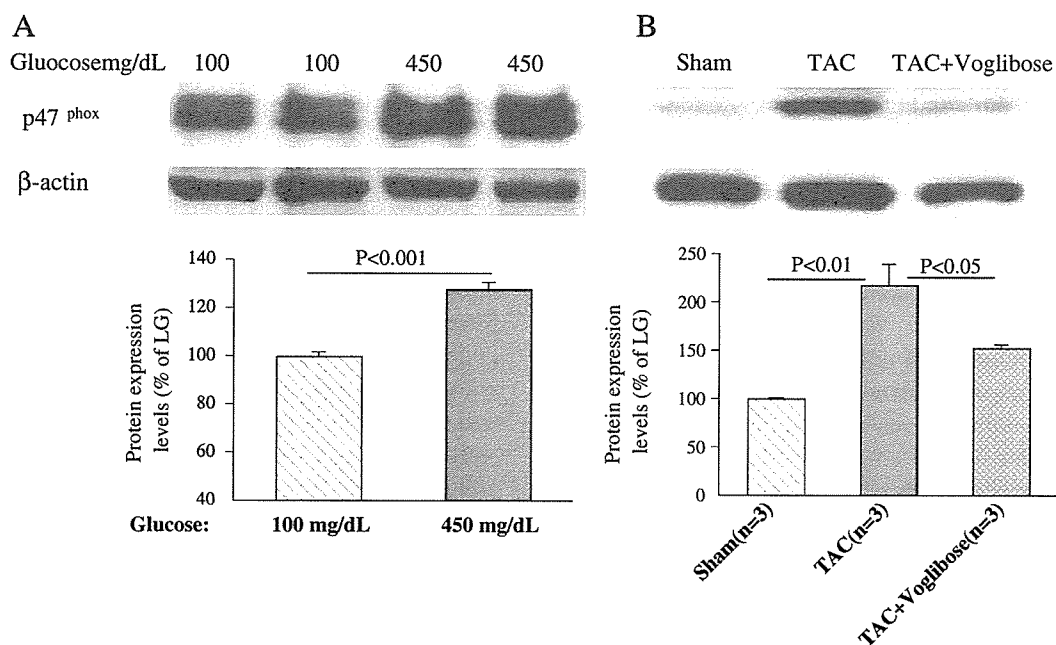 A
Gluocosemg/dL 100 100 450 450
p47 phox
β-actin
P<0.001
140
120
100
80
60
40
Protein expression
levels (% of LG)
Glucose: 100 mg/dL 450 mg/dL
B
Sham TAC TAC+Voglibose
P<0.01 P<0.05
250
200
150
100
50
0
Protein expression
levels (% of LG)
Sham(n=3)
TAC(n=3)
TAC+Voglibose(n=3)